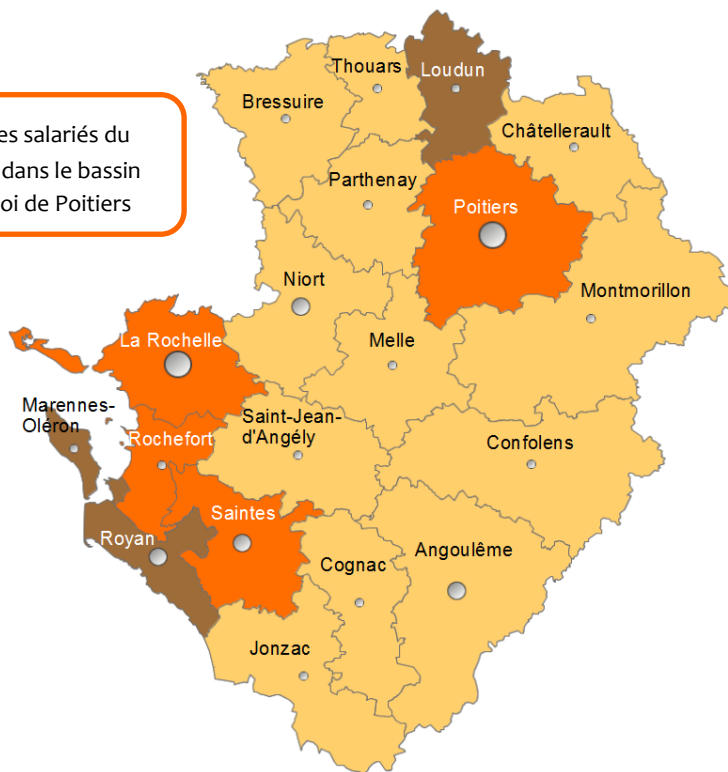 es salariés du
dans le bassin
oi de Poitiers
Thouars
Loudun
Bressuire
Châtellerault
Parthenay
Poitiers
Niort
Montmorillon
La Rochelle
Melle
Marennes-
Oléron
Saint-Jean-
d'Angély
Rochefort
Confolens
Saintes
Royan
Angoulême
Cognac
Jonzac